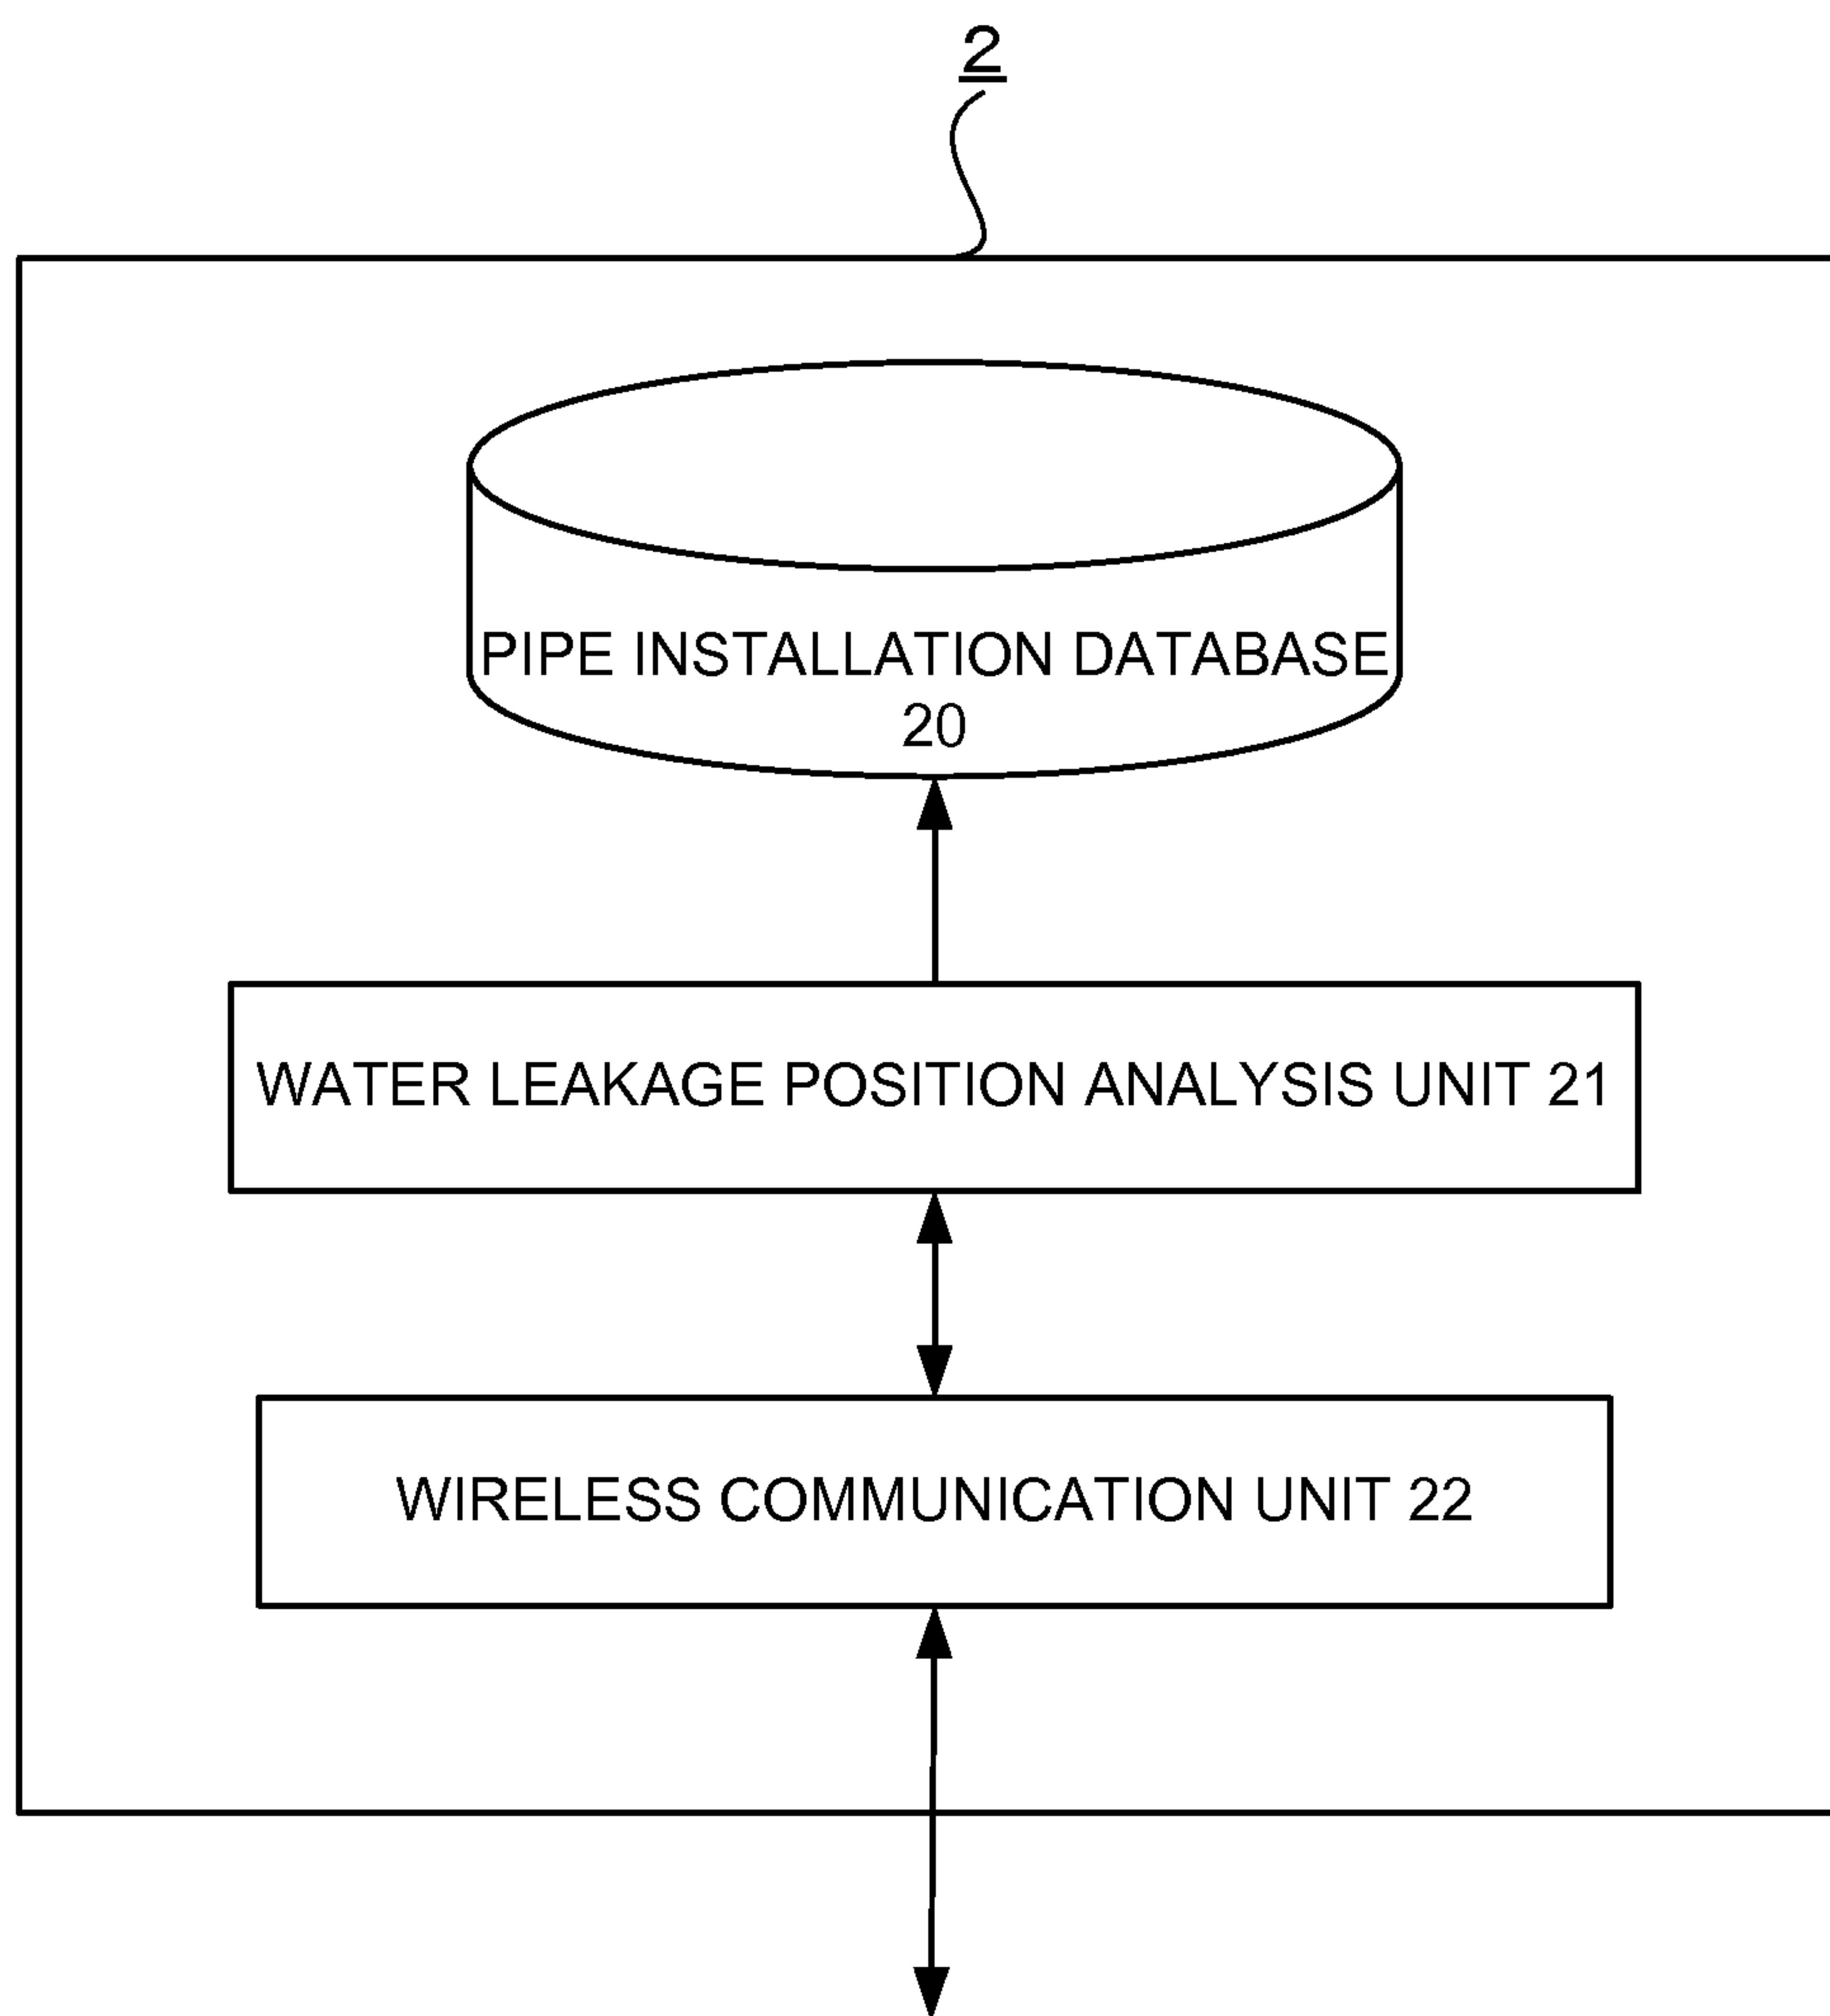 2
PIPE INSTALLATION DATABASE
20
WATER LEAKAGE POSITION ANALYSIS UNIT 21
WIRELESS COMMUNICATION UNIT 22